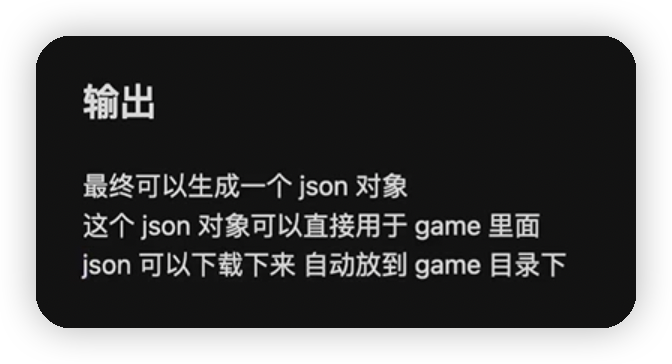 输出
最终可以生成一个 json 对象
这个 json 对象可以直接用于 game 里面
json 可以下载下来 自动放到 game 目录下